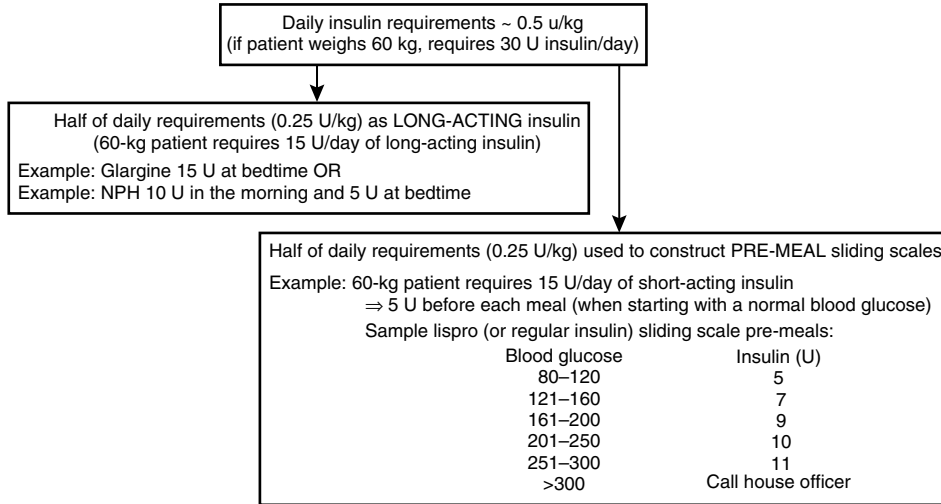 Daily insulin requirements ~ 0.5 u/kg
(if patient weighs 60 kg, requires 30 U insulin/day)
Half of daily requirements (0.25 U/kg) as LONG-ACTING insulin
(60-kg patient requires 15 U/day of long-acting insulin)
Example: Glargine 15 U at bedtime OR
Example: NPH 10 U in the morning and 5 U at bedtime
Half of daily requirements (0.25 U/kg) used to construct PRE-MEAL sliding scales
Example: 60-kg patient requires 15 U/day of short-acting insulin
⇒ 5 U before each meal (when starting with a normal blood glucose)
Sample lispro (or regular insulin) sliding scale pre-meals:
Blood glucose Insulin (U)
80–120 5
121–160 7
161–200 9
201–250 10
251–300 11
>300 Call house officer